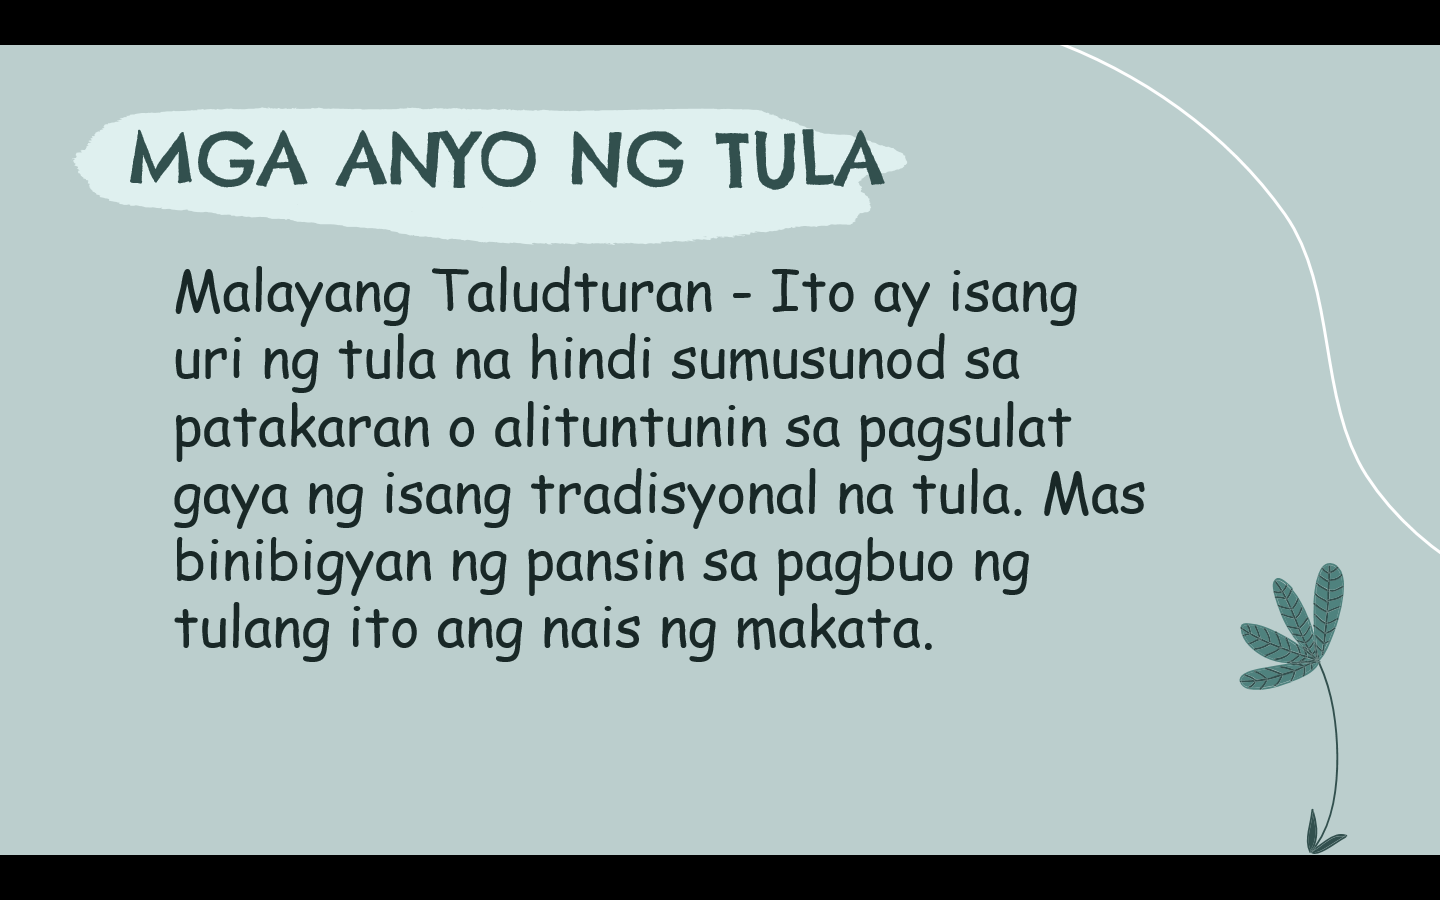 MGA ANYO NG TULA
Malayang Taludturan - Ito ay isang
uri ng tula na hindi sumusunod sa
patakaran o alituntunin sa pagsulat
gaya ng isang tradisyonal na tula. Mas
binibigyan ng pansin sa pagbuo ng
tulang ito ang nais ng makata.